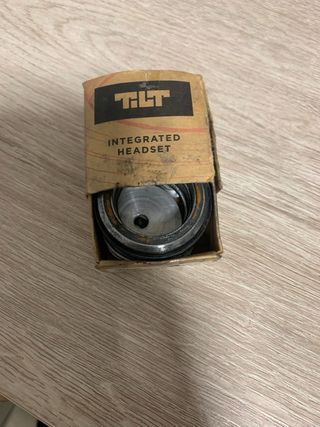 TiLT
INTEGRATED
HEADSET